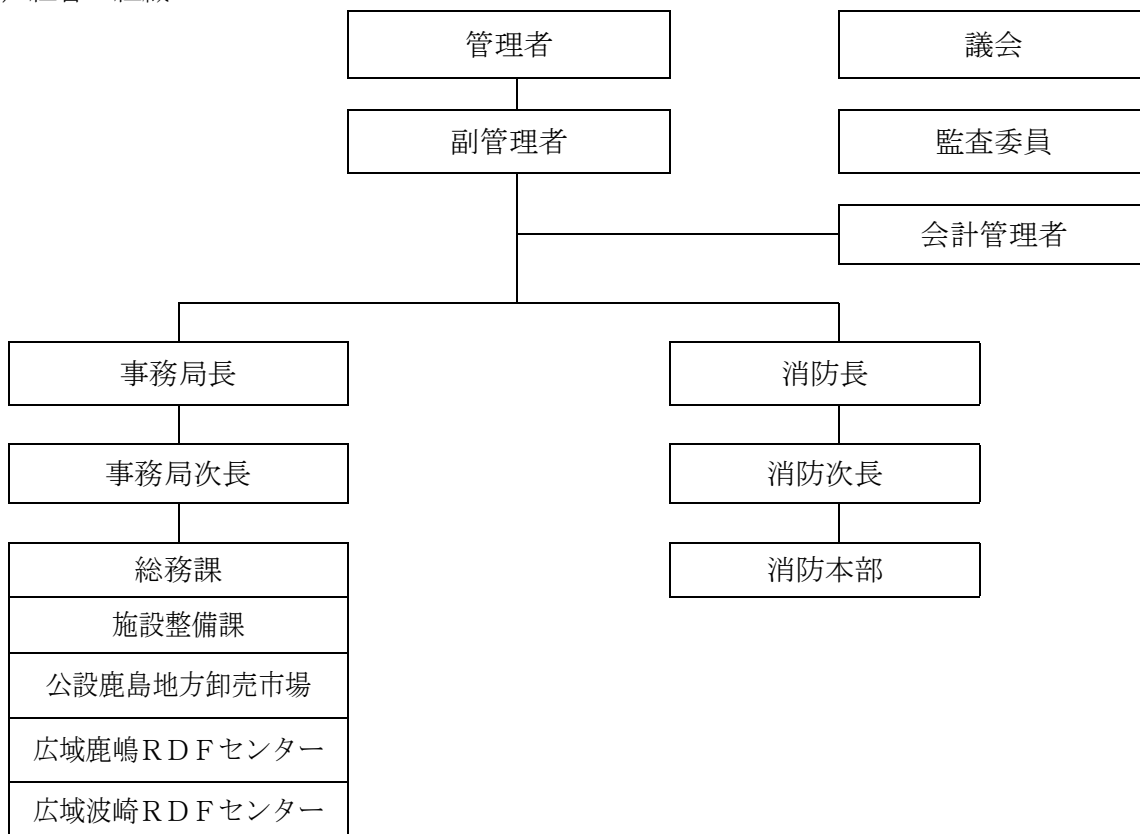 管理者
議会
副管理者
監査委員
会計管理者
事務局長
消防長
事務局次長
消防次長
総務課
消防本部
施設整備課
公設鹿島地方卸売市場
広域鹿嶋ＲＤＦセンター
広域波崎ＲＤＦセンター